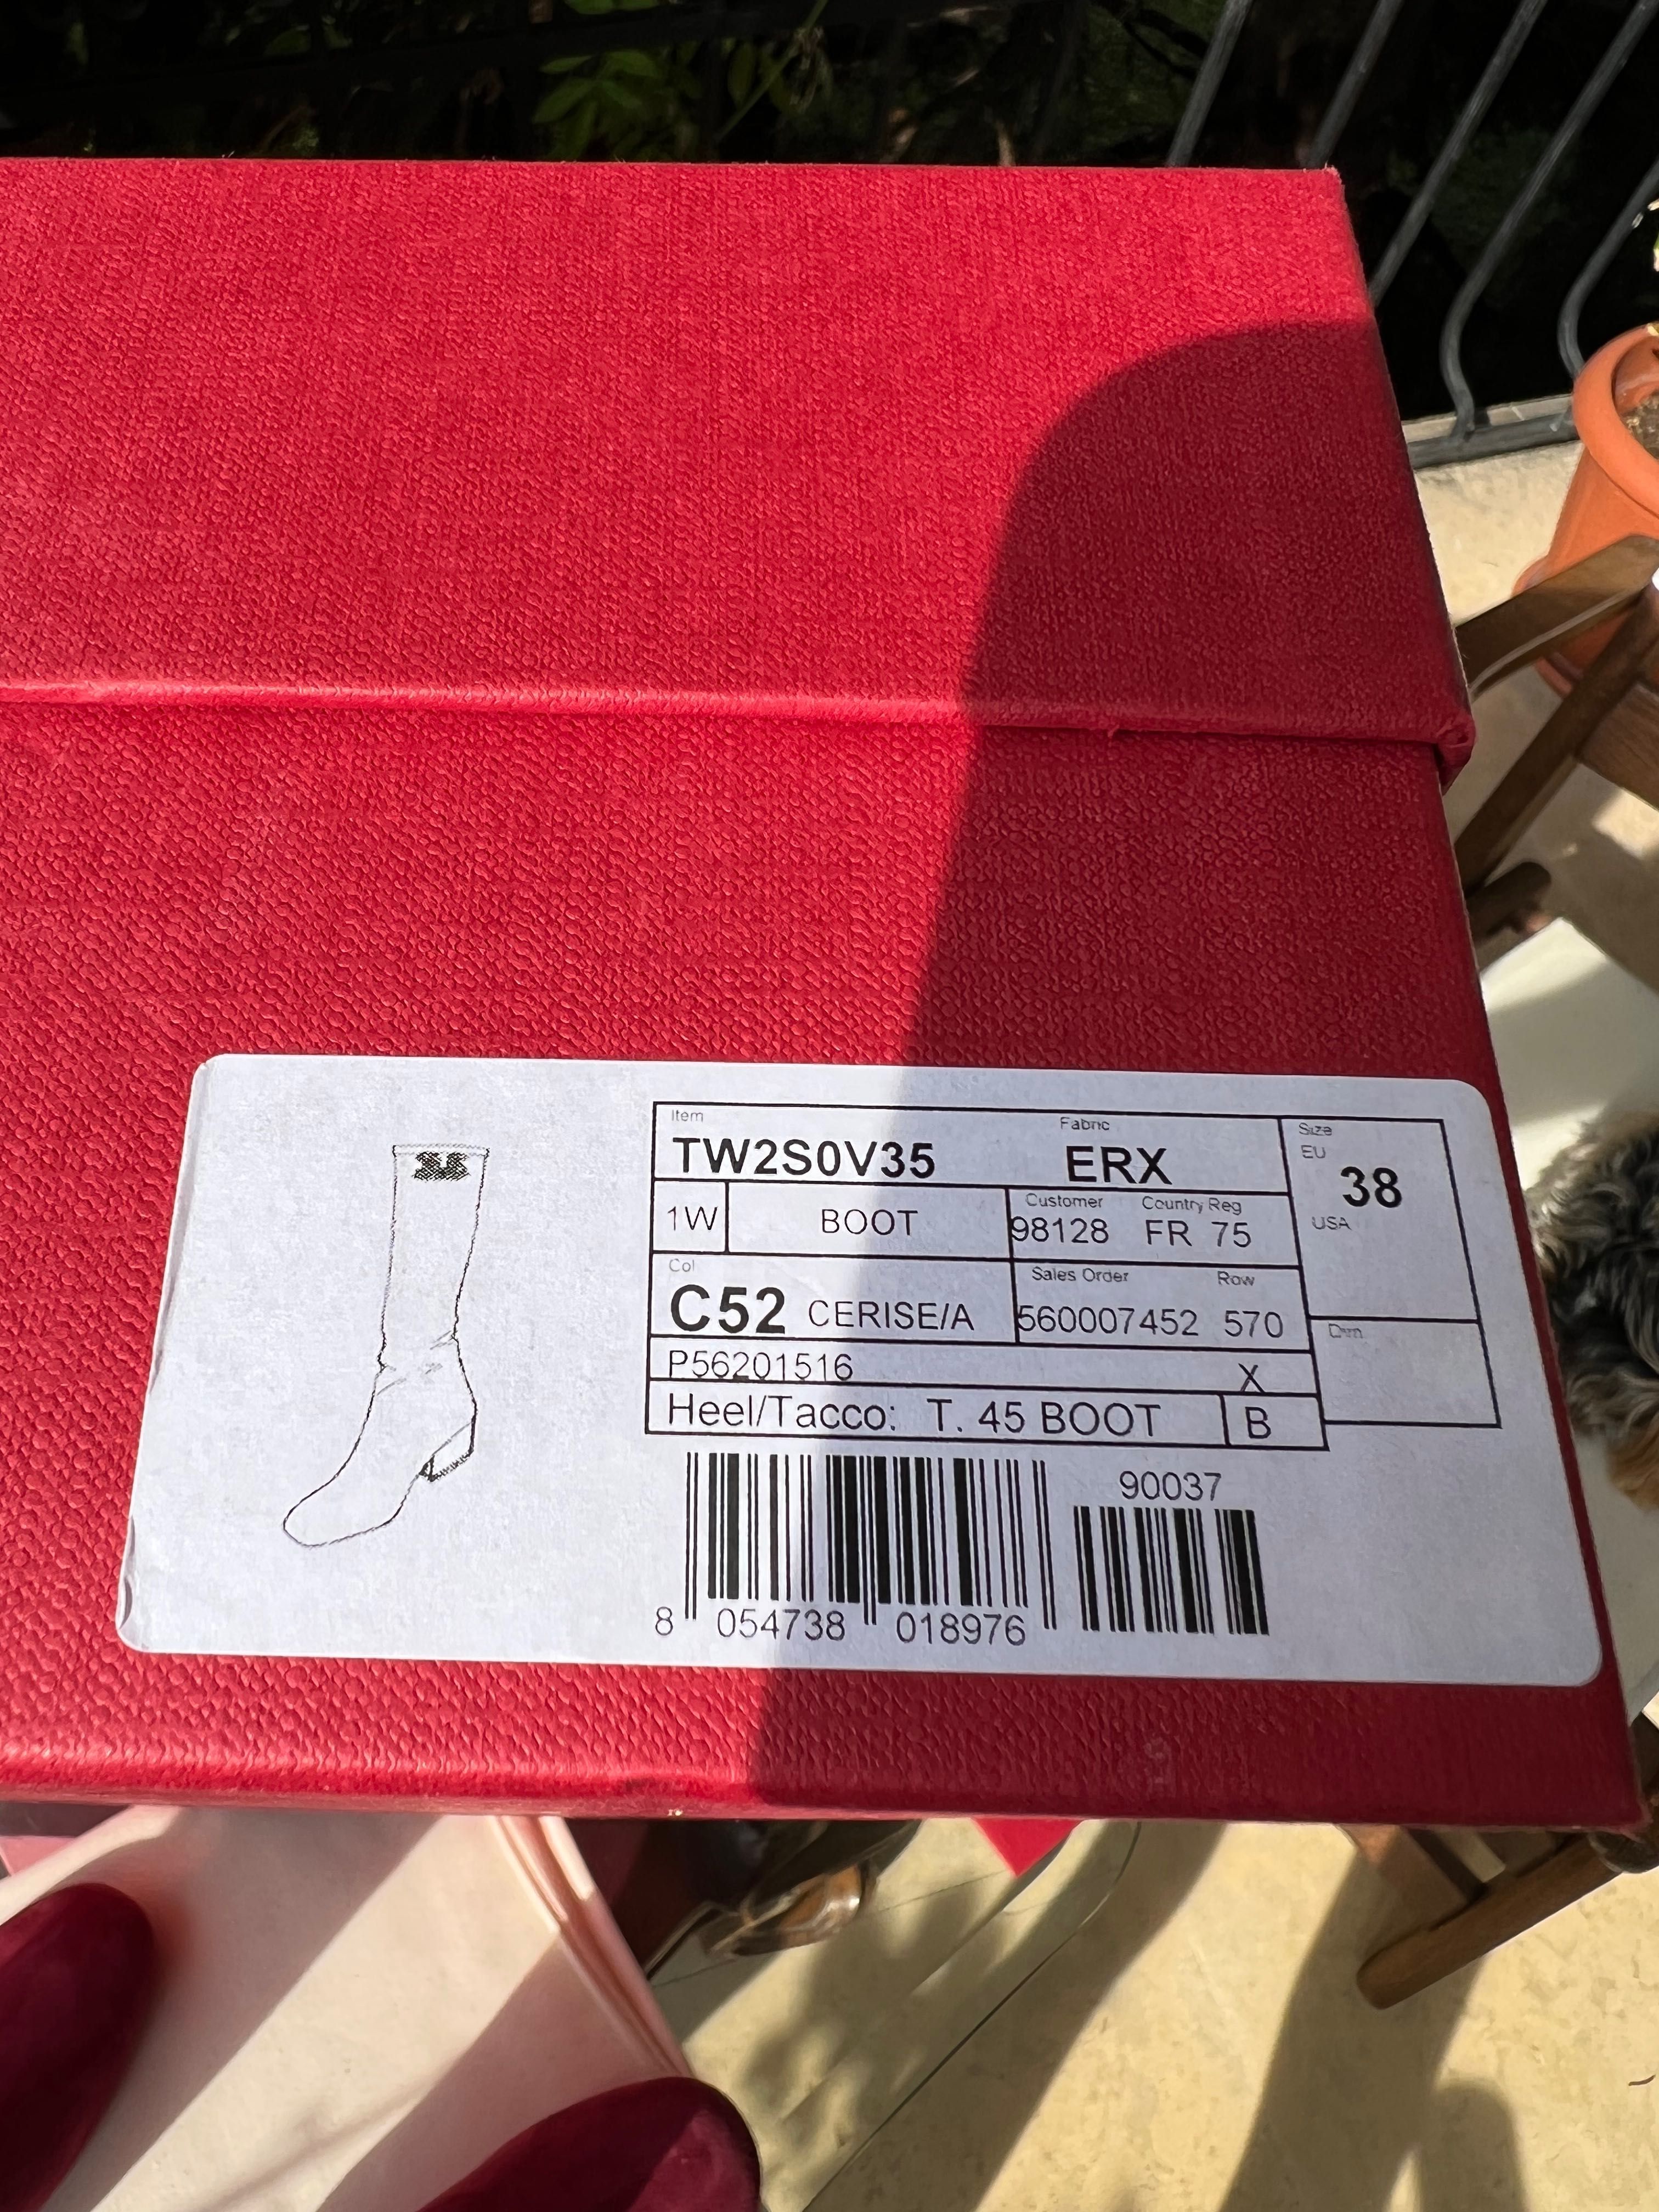 Item Fabric
TW2S0V35 ERX
Size
EU
38
USA
1W BOOT
Customer Country Reg
98128 FR 75
Col
C52 CERISE/A
Sales Order Row
560007452 570
P56201516 X
Heel/Tacco: T. 45 BOOT B
90037
8 054738 018976